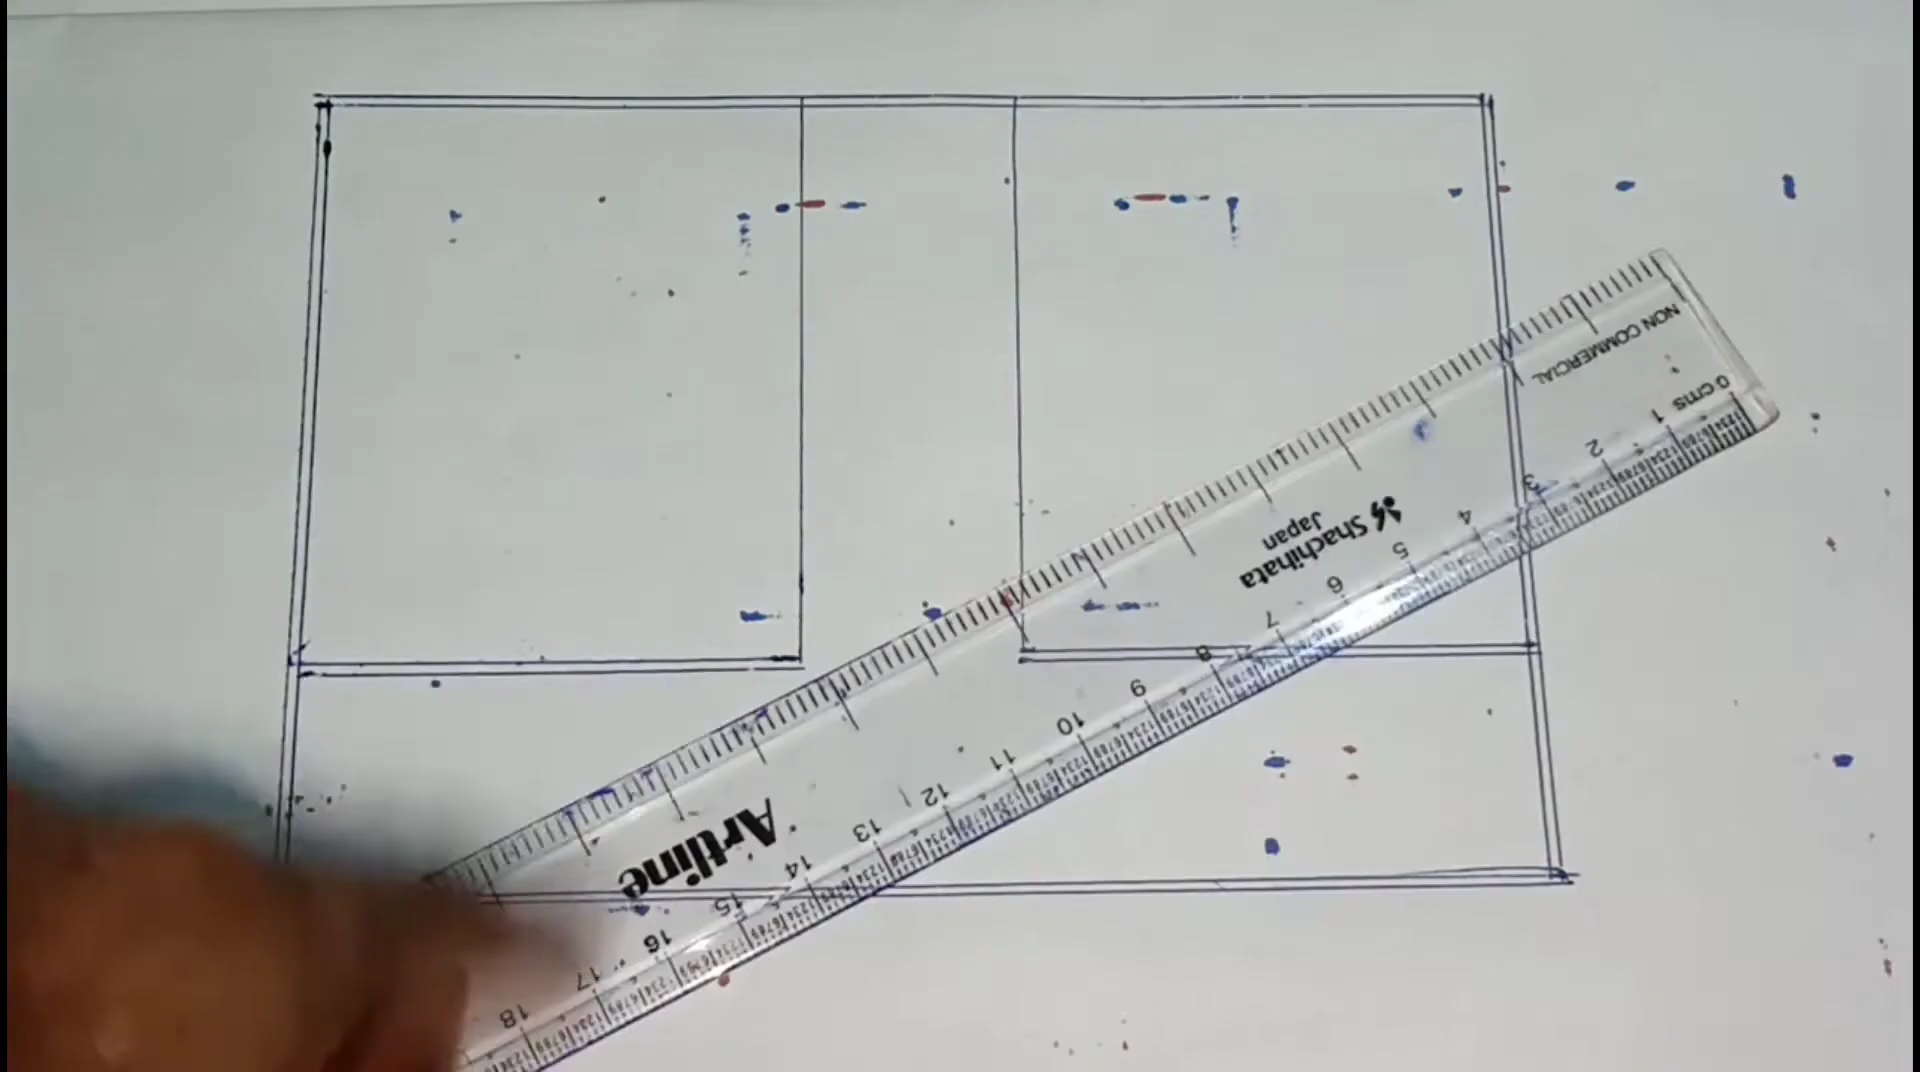 NON COMMERCIAL
0 cms 1 2 3 4 5 6 7 8 9 10 11 12 13 14 15 16 17 18
Shachihata
Japan
Artline